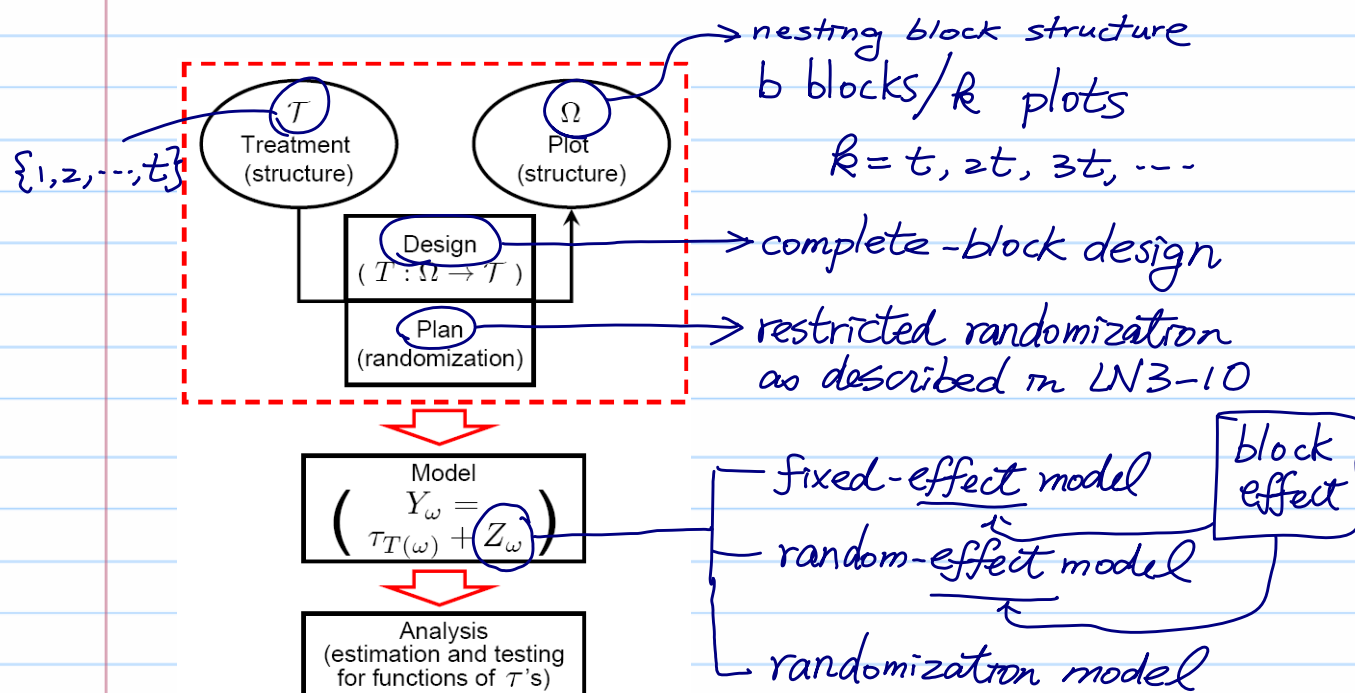 → nesting block structure
b blocks/k plots
k = t, 2t, 3t, ....
{1,2,...,t}
𝒯
Treatment
(structure)
Ω
Plot
(structure)
Design
( T : Ω → 𝒯 )
→ complete-block design
Plan
(randomization)
→ restricted randomization
as described in LN3-10
Model
( Y_ω =
τ_{T(ω)} + Z_ω )
fixed-effect model
random-effect model
randomization model
block
effect
Analysis
(estimation and testing
for functions of τ's)